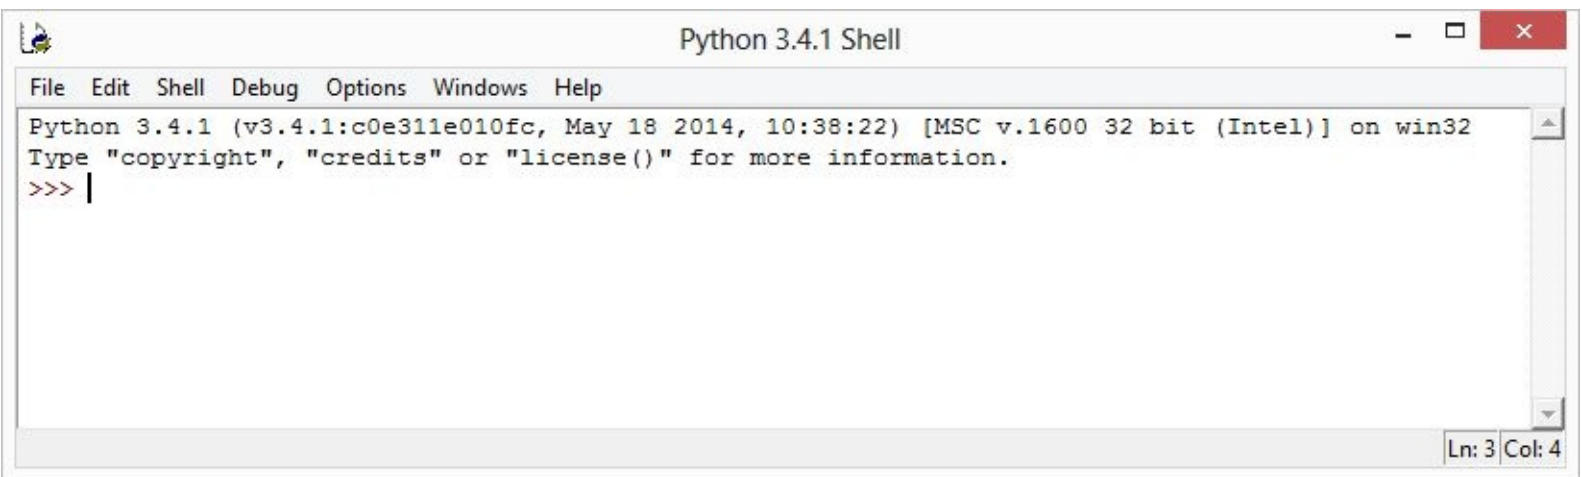 Python 3.4.1 Shell
File Edit Shell Debug Options Windows Help
Python 3.4.1 (v3.4.1:c0e311e010fc, May 18 2014, 10:38:22) [MSC v.1600 32 bit (Intel)] on win32
Type "copyright", "credits" or "license()" for more information.
>>>
Ln: 3 Col: 4